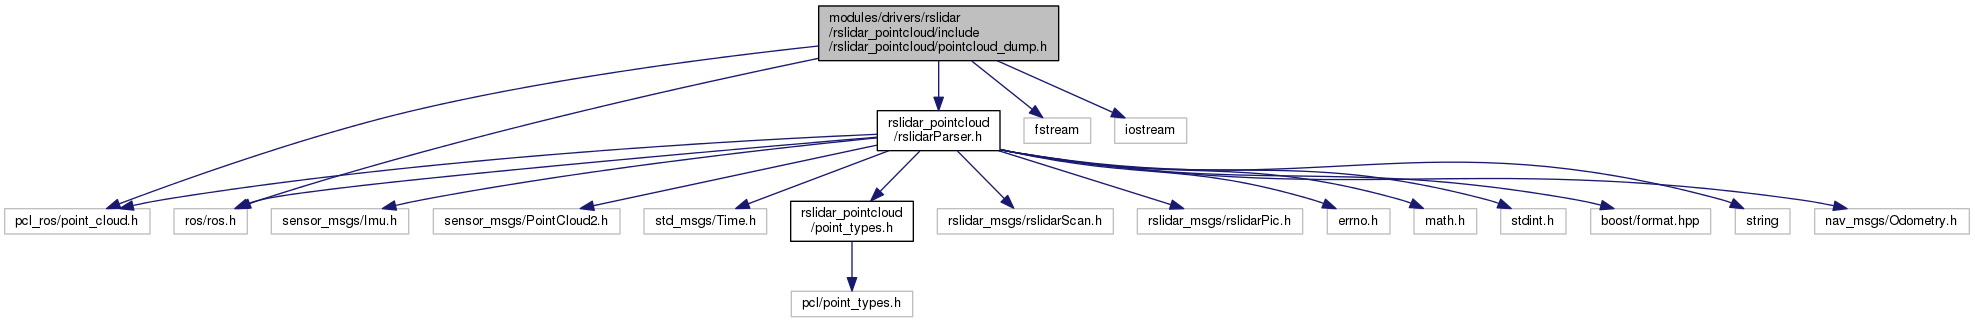 modules/drivers/rslidar
/rslidar_pointcloud/include
/rslidar_pointcloud/pointcloud_dump.h
rslidar_pointcloud
/rslidarParser.h
fstream
iostream
pcl_ros/point_cloud.h
ros/ros.h
sensor_msgs/Imu.h
sensor_msgs/PointCloud2.h
std_msgs/Time.h
rslidar_pointcloud
/point_types.h
rslidar_msgs/rslidarScan.h
rslidar_msgs/rslidarPic.h
errno.h
math.h
stdint.h
boost/format.hpp
string
nav_msgs/Odometry.h
pcl/point_types.h